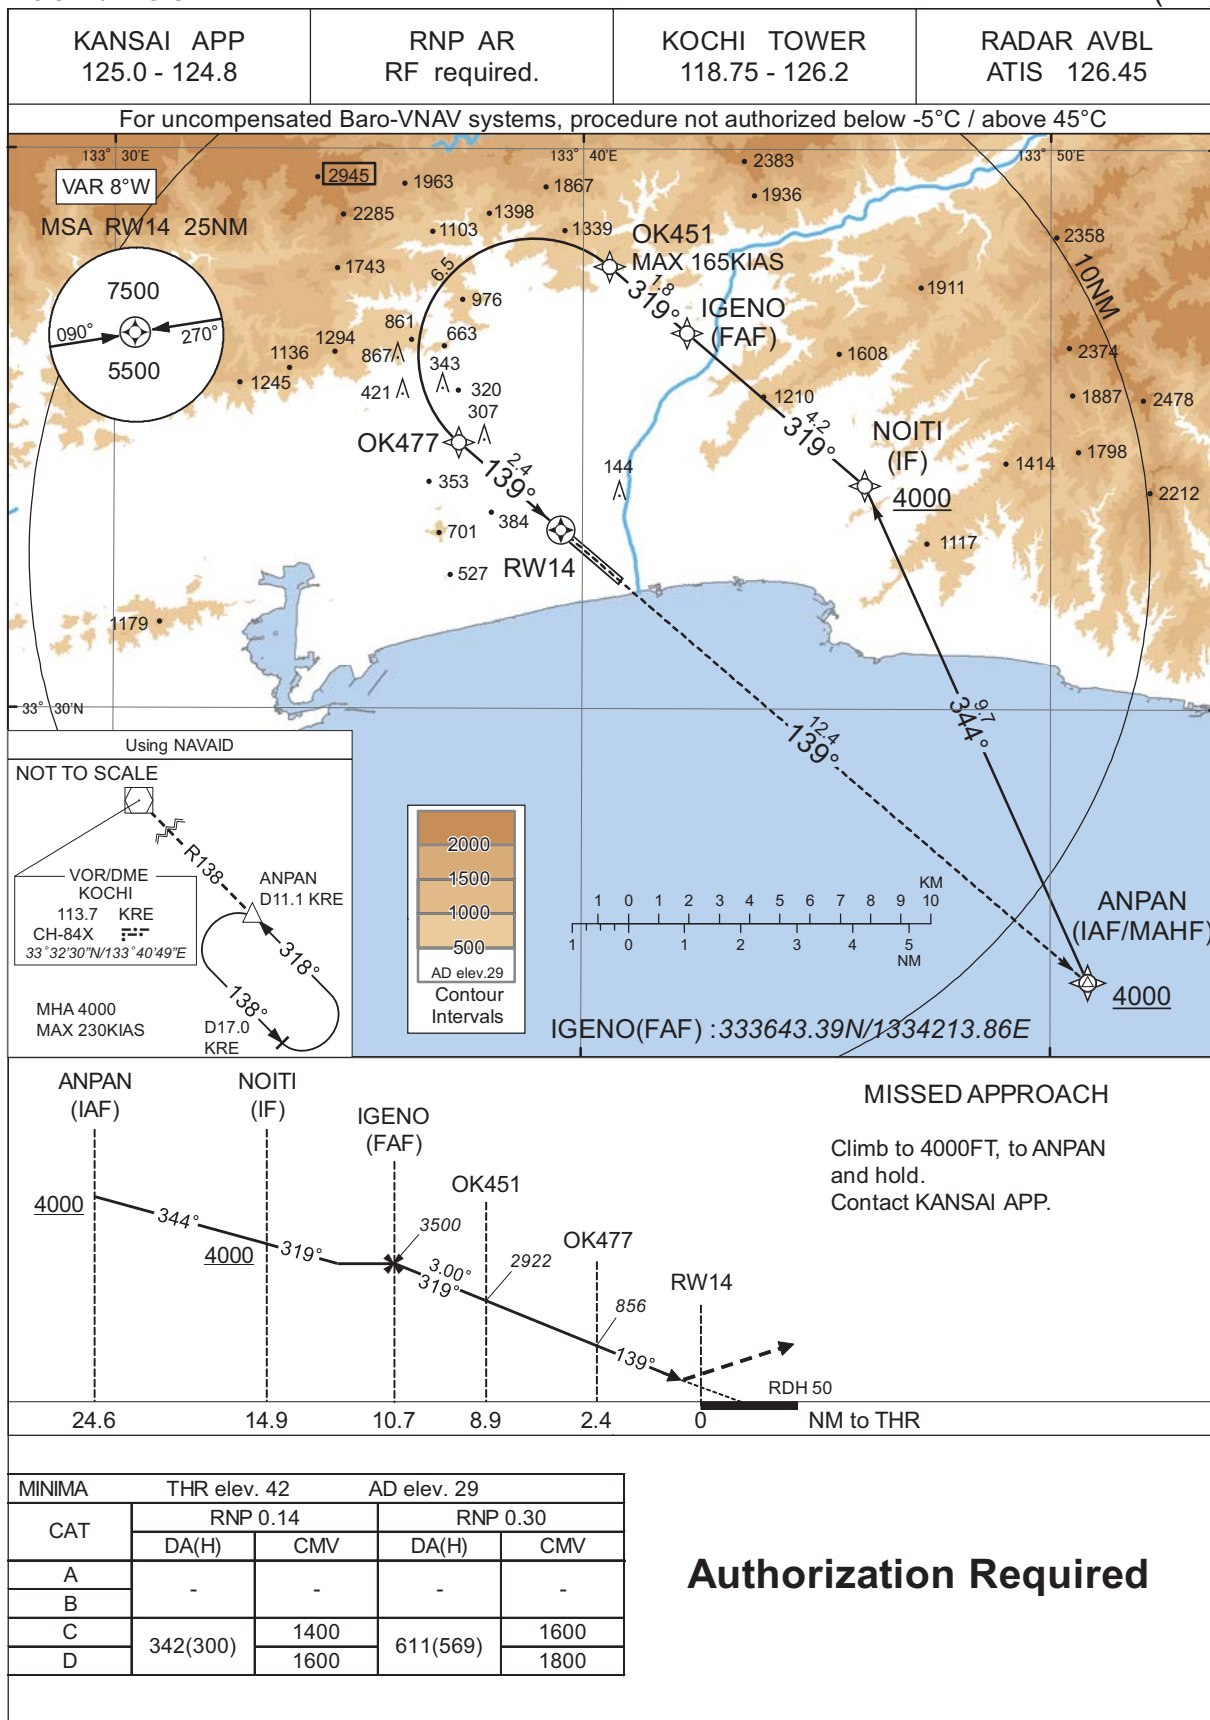 KANSAI APP
125.0 - 124.8
RNP AR
RF required.
KOCHI TOWER
118.75 - 126.2
RADAR AVBL
ATIS 126.45
For uncompensated Baro-VNAV systems, procedure not authorized below -5°C / above 45°C
133° 30'E
133° 40'E
133° 50'E
VAR 8°W
MSA RW14 25NM
7500
090°
270°
5500
2945
1963
1867
2383
1936
2285
1398
1103
1339
1743
976
861
663
1294
867
343
1136
1245
421
320
307
2358
1911
1608
2374
1210
1887
2478
1798
1414
2212
144
353
384
701
527
1117
1179
10NM
OK451
MAX 165KIAS
6.5
1.8
319°
IGENO
(FAF)
4.2
319°
NOITI
(IF)
4000
OK477
2.4
139°
RW14
9.7
344°
12.4
139°
33° 30'N
ANPAN
(IAF/MAHF)
4000
Using NAVAID
NOT TO SCALE
R138
VOR/DME
KOCHI
113.7 KRE
CH-84X
33°32'30"N/133°40'49"E
ANPAN
D11.1 KRE
318°
138°
D17.0
KRE
MHA 4000
MAX 230KIAS
2000
1500
1000
500
AD elev.29
Contour
Intervals
KM
1 0 1 2 3 4 5 6 7 8 9 10
1 0 1 2 3 4 5
NM
IGENO(FAF) :333643.39N/1334213.86E
ANPAN
(IAF)
NOITI
(IF)
IGENO
(FAF)
OK451
OK477
RW14
4000
344°
4000
319°
3500
3.00°
319°
2922
856
139°
RDH 50
24.6 14.9 10.7 8.9 2.4 0 NM to THR
MISSED APPROACH
Climb to 4000FT, to ANPAN
and hold.
Contact KANSAI APP.
MINIMA THR elev. 42 AD elev. 29
CAT RNP 0.14 RNP 0.30
DA(H) CMV DA(H) CMV
A - - - -
B
C 342(300) 1400 611(569) 1600
D 1600 1800
Authorization Required